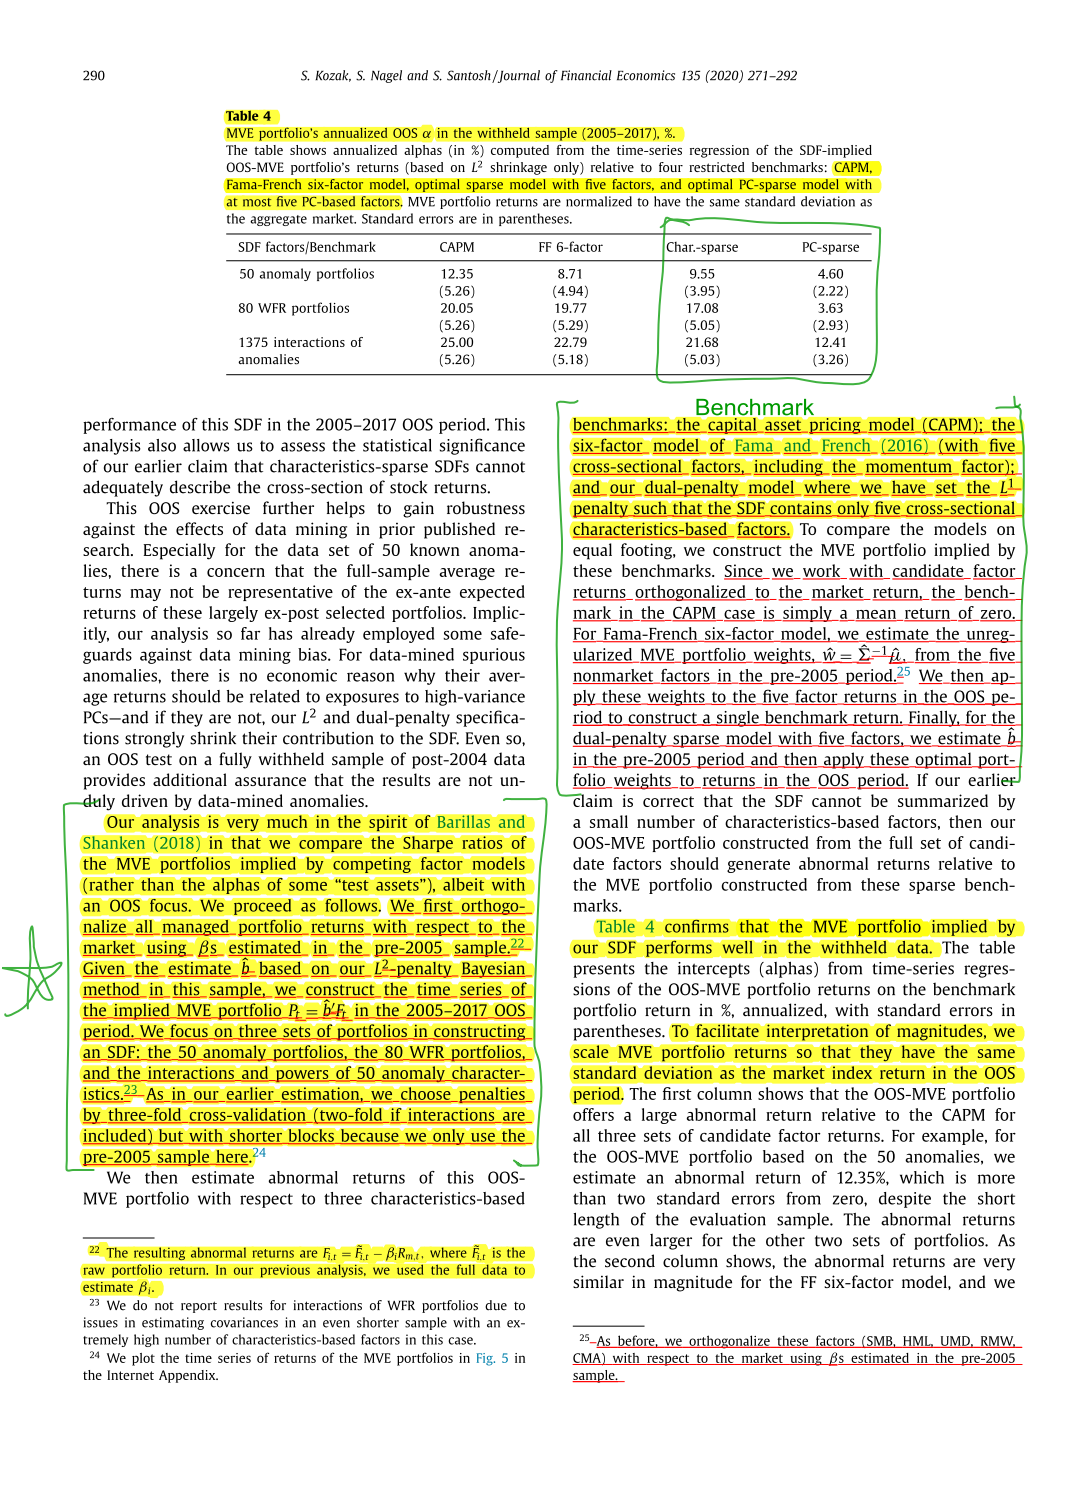 290
S. Kozak, S. Nagel and S. Santosh / Journal of Financial Economics 135 (2020) 271–292
Table 4
MVE portfolio's annualized OOS α in the withheld sample (2005–2017), %.
The table shows annualized alphas (in %) computed from the time-series regression of the SDF-implied
OOS-MVE portfolio's returns (based on L² shrinkage only) relative to four restricted benchmarks: CAPM,
Fama-French six-factor model, optimal sparse model with five factors, and optimal PC-sparse model with
at most five PC-based factors. MVE portfolio returns are normalized to have the same standard deviation as
the aggregate market. Standard errors are in parentheses.
SDF factors/Benchmark CAPM FF 6-factor Char.-sparse PC-sparse
50 anomaly portfolios 12.35 8.71 9.55 4.60
(5.26) (4.94) (3.95) (2.22)
80 WFR portfolios 20.05 19.77 17.08 3.63
(5.26) (5.29) (5.05) (2.93)
1375 interactions of 25.00 22.79 21.68 12.41
anomalies (5.26) (5.18) (5.03) (3.26)
performance of this SDF in the 2005–2017 OOS period. This
analysis also allows us to assess the statistical significance
of our earlier claim that characteristics-sparse SDFs cannot
adequately describe the cross-section of stock returns.
This OOS exercise further helps to gain robustness
against the effects of data mining in prior published re-
search. Especially for the data set of 50 known anoma-
lies, there is a concern that the full-sample average re-
turns may not be representative of the ex-ante expected
returns of these largely ex-post selected portfolios. Implic-
itly, our analysis so far has already employed some safe-
guards against data mining bias. For data-mined spurious
anomalies, there is no economic reason why their aver-
age returns should be related to exposures to high-variance
PCs—and if they are not, our L² and dual-penalty specifica-
tions strongly shrink their contribution to the SDF. Even so,
an OOS test on a fully withheld sample of post-2004 data
provides additional assurance that the results are not un-
duly driven by data-mined anomalies.
Our analysis is very much in the spirit of Barillas and
Shanken (2018) in that we compare the Sharpe ratios of
the MVE portfolios implied by competing factor models
(rather than the alphas of some “test assets”), albeit with
an OOS focus. We proceed as follows. We first orthogo-
nalize all managed portfolio returns with respect to the
market using βs estimated in the pre-2005 sample.22
Given the estimate b̂ based on our L²-penalty Bayesian
method in this sample, we construct the time series of
the implied MVE portfolio Pt = b̂′Ft in the 2005–2017 OOS
period. We focus on three sets of portfolios in constructing
an SDF: the 50 anomaly portfolios, the 80 WFR portfolios,
and the interactions and powers of 50 anomaly character-
istics.23 As in our earlier estimation, we choose penalties
by three-fold cross-validation (two-fold if interactions are
included) but with shorter blocks because we only use the
pre-2005 sample here.24
We then estimate abnormal returns of this OOS-
MVE portfolio with respect to three characteristics-based
22 The resulting abnormal returns are Fi,t = F̃i,t − βiRm,t, where F̃i,t is the
raw portfolio return. In our previous analysis, we used the full data to
estimate βi.
23 We do not report results for interactions of WFR portfolios due to
issues in estimating covariances in an even shorter sample with an ex-
tremely high number of characteristics-based factors in this case.
24 We plot the time series of returns of the MVE portfolios in Fig. 5 in
the Internet Appendix.
Benchmark
benchmarks: the capital asset pricing model (CAPM); the
six-factor model of Fama and French (2016) (with five
cross-sectional factors, including the momentum factor);
and our dual-penalty model where we have set the L¹
penalty such that the SDF contains only five cross-sectional
characteristics-based factors. To compare the models on
equal footing, we construct the MVE portfolio implied by
these benchmarks. Since we work with candidate factor
returns orthogonalized to the market return, the bench-
mark in the CAPM case is simply a mean return of zero.
For Fama-French six-factor model, we estimate the unreg-
ularized MVE portfolio weights, ŵ = Σ̂⁻¹μ̂, from the five
nonmarket factors in the pre-2005 period.25 We then ap-
ply these weights to the five factor returns in the OOS pe-
riod to construct a single benchmark return. Finally, for the
dual-penalty sparse model with five factors, we estimate b̂
in the pre-2005 period and then apply these optimal port-
folio weights to returns in the OOS period. If our earlier
claim is correct that the SDF cannot be summarized by
a small number of characteristics-based factors, then our
OOS-MVE portfolio constructed from the full set of candi-
date factors should generate abnormal returns relative to
the MVE portfolio constructed from these sparse bench-
marks.
Table 4 confirms that the MVE portfolio implied by
our SDF performs well in the withheld data. The table
presents the intercepts (alphas) from time-series regres-
sions of the OOS-MVE portfolio returns on the benchmark
portfolio return in %, annualized, with standard errors in
parentheses. To facilitate interpretation of magnitudes, we
scale MVE portfolio returns so that they have the same
standard deviation as the market index return in the OOS
period. The first column shows that the OOS-MVE portfolio
offers a large abnormal return relative to the CAPM for
all three sets of candidate factor returns. For example, for
the OOS-MVE portfolio based on the 50 anomalies, we
estimate an abnormal return of 12.35%, which is more
than two standard errors from zero, despite the short
length of the evaluation sample. The abnormal returns
are even larger for the other two sets of portfolios. As
the second column shows, the abnormal returns are very
similar in magnitude for the FF six-factor model, and we
25 As before, we orthogonalize these factors (SMB, HML, UMD, RMW,
CMA) with respect to the market using βs estimated in the pre-2005
sample.